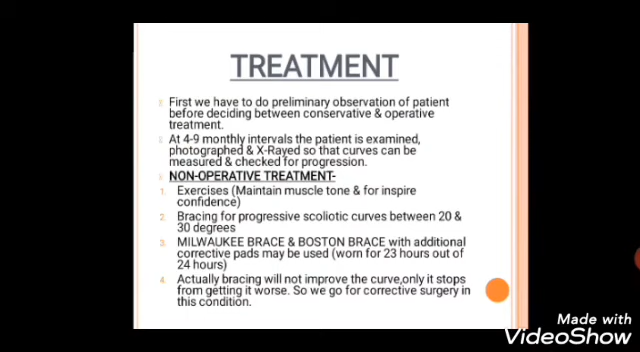 TREATMENT
First we have to do preliminary observation of patient
before deciding between conservative & operative
treatment.
At 4-9 monthly intervals the patient is examined,
photographed & X-Rayed so that curves can be
measured & checked for progression.
NON-OPERATIVE TREATMENT-
1. Exercises (Maintain muscle tone & for inspire
confidence)
2. Bracing for progressive scoliotic curves between 20 &
30 degrees
3. MILWAUKEE BRACE & BOSTON BRACE with additional
corrective pads may be used (worn for 23 hours out of
24 hours)
4. Actually bracing will not improve the curve,only it stops
from getting it worse. So we go for corrective surgery in
this condition.
Made with
VideoShow